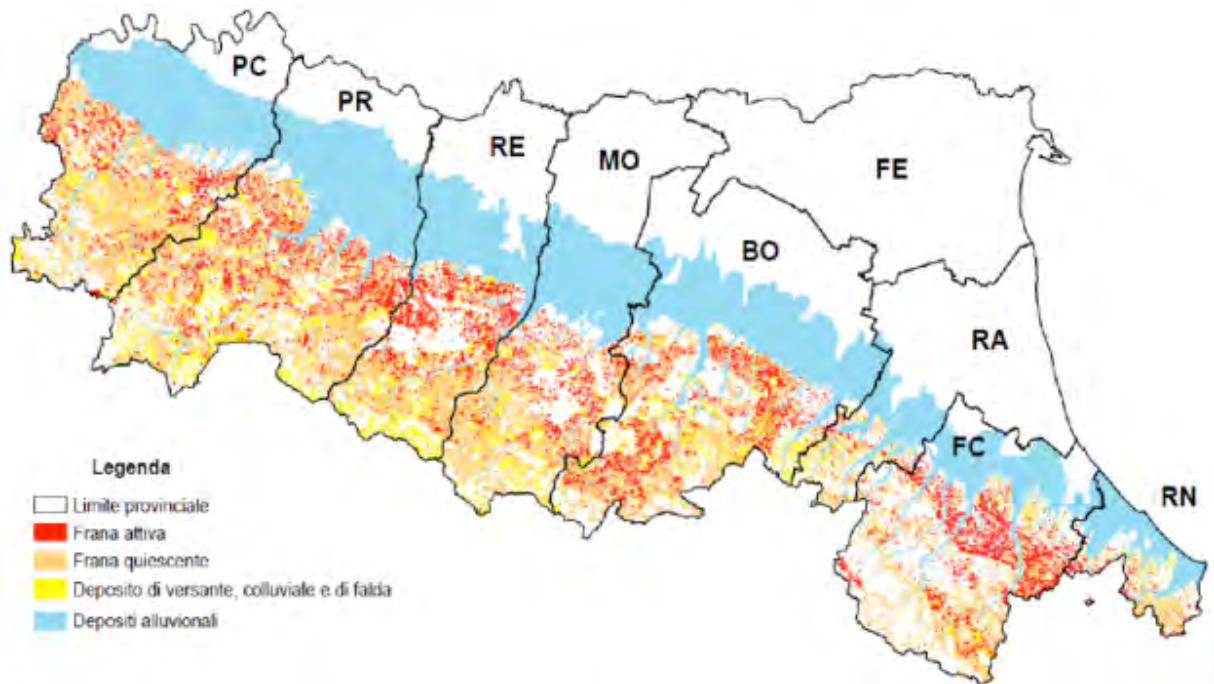 PC
PR
RE
MO
FE
BO
RA
FC
RN
Legenda
Limite provinciale
Frana attiva
Frana quiescente
Deposito di versante, colluviale e di falda
Depositi alluvionali